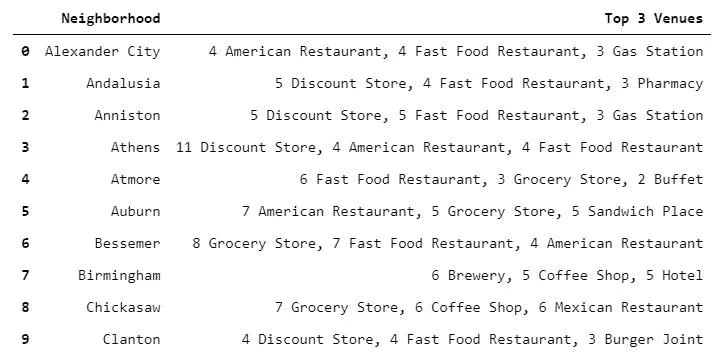 Neighborhood Top 3 Venues
0 Alexander City 4 American Restaurant, 4 Fast Food Restaurant, 3 Gas Station
1 Andalusia 5 Discount Store, 4 Fast Food Restaurant, 3 Pharmacy
2 Anniston 5 Discount Store, 5 Fast Food Restaurant, 3 Gas Station
3 Athens 11 Discount Store, 4 American Restaurant, 4 Fast Food Restaurant
4 Atmore 6 Fast Food Restaurant, 3 Grocery Store, 2 Buffet
5 Auburn 7 American Restaurant, 5 Grocery Store, 5 Sandwich Place
6 Bessemer 8 Grocery Store, 7 Fast Food Restaurant, 4 American Restaurant
7 Birmingham 6 Brewery, 5 Coffee Shop, 5 Hotel
8 Chickasaw 7 Grocery Store, 6 Coffee Shop, 6 Mexican Restaurant
9 Clanton 4 Discount Store, 4 Fast Food Restaurant, 3 Burger Joint